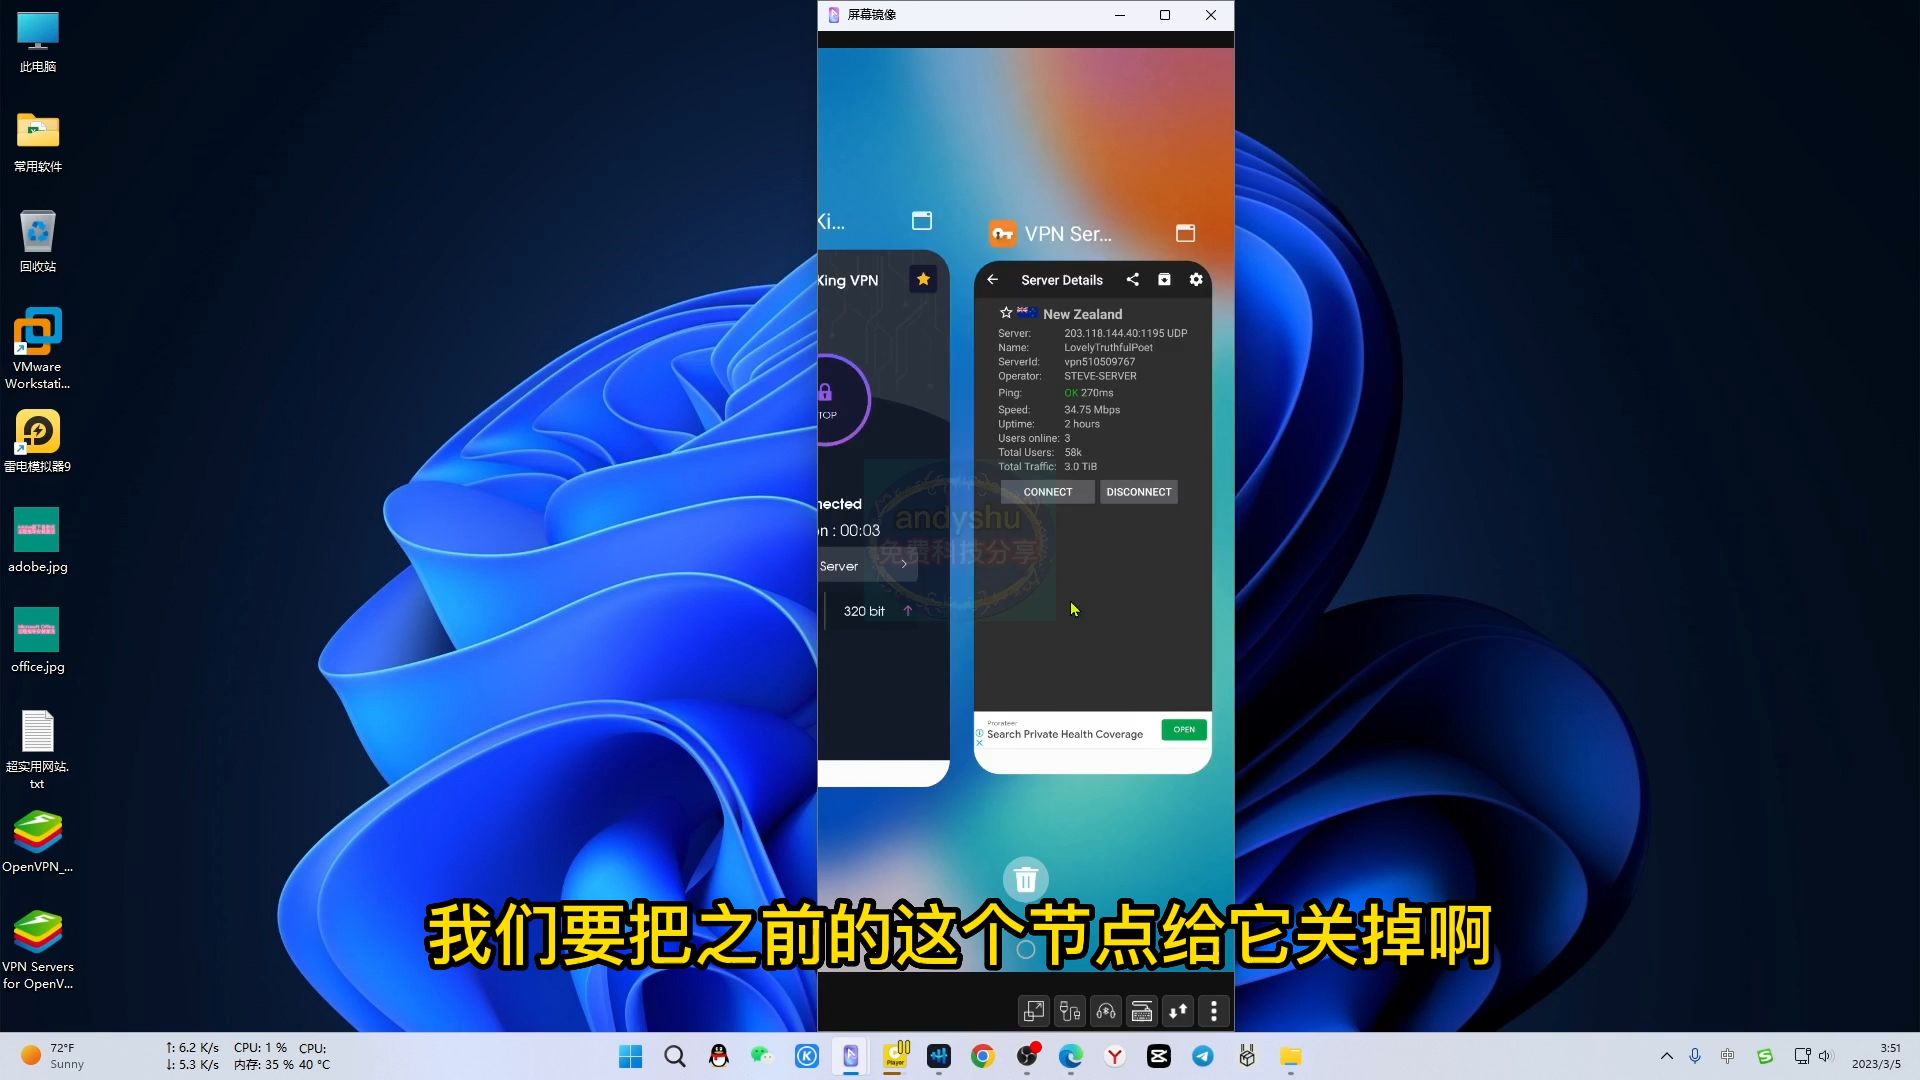 此电脑
常用软件
回收站
VMware
Workstati...
雷电模拟器9
adobe.jpg
office.jpg
超实用网站.
txt
OpenVPN_...
VPN Servers
for OpenV...
屏幕镜像
Ki...
King VPN
TOP
nected
n : 00:03
Server
320 bit
VPN Ser...
Server Details
New Zealand
Server: 203.118.144.40:1195 UDP
Name: LovelyTruthfulPoet
ServerId: vpn510509767
Operator: STEVE-SERVER
Ping: OK 270ms
Speed: 34.75 Mbps
Uptime: 2 hours
Users online: 3
Total Users: 58k
Total Traffic: 3.0 TiB
CONNECT DISCONNECT
andyshu
免费科技分享
Prorateer
Search Private Health Coverage
OPEN
我们要把之前的这个节点给它关掉啊
72°F
Sunny
↑: 6.2 K/s CPU: 1 % CPU:
↓: 5.3 K/s 内存: 35 % 40 °C
Player
中
3:51
2023/3/5